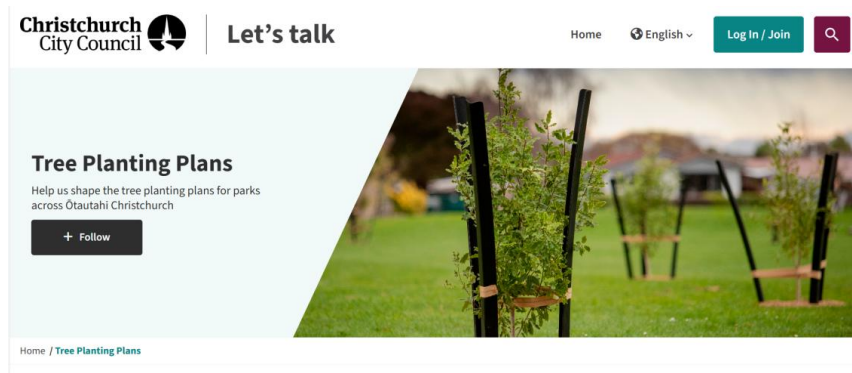 Christchurch
City Council
Let's talk
Home
English
Log In / Join
Tree Planting Plans
Help us shape the tree planting plans for parks
across Ōtautahi Christchurch
+ Follow
Home / Tree Planting Plans